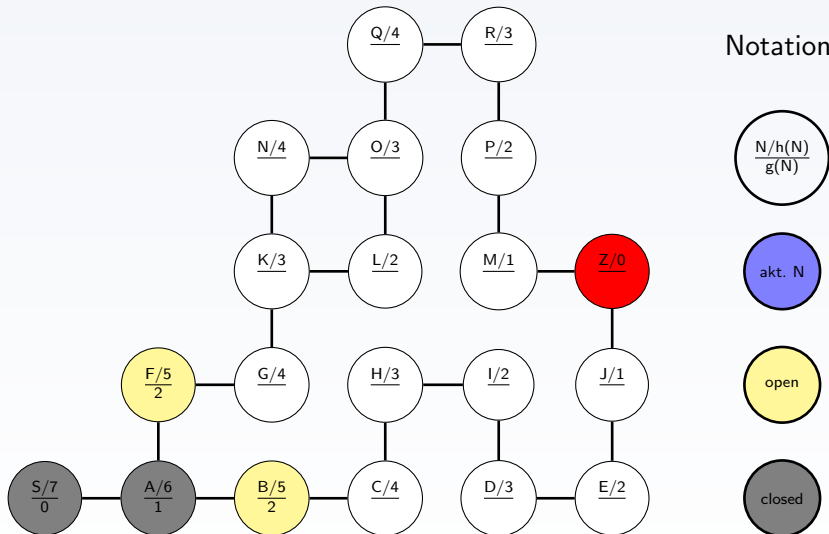 Q/4 R/3
Notation
N/4 O/3 P/2
N/h(N)
g(N)
K/3 L/2 M/1 Z/0
akt. N
F/5 G/4 H/3 I/2 J/1
2
open
S/7 A/6 B/5 C/4 D/3 E/2
0 1 2
closed